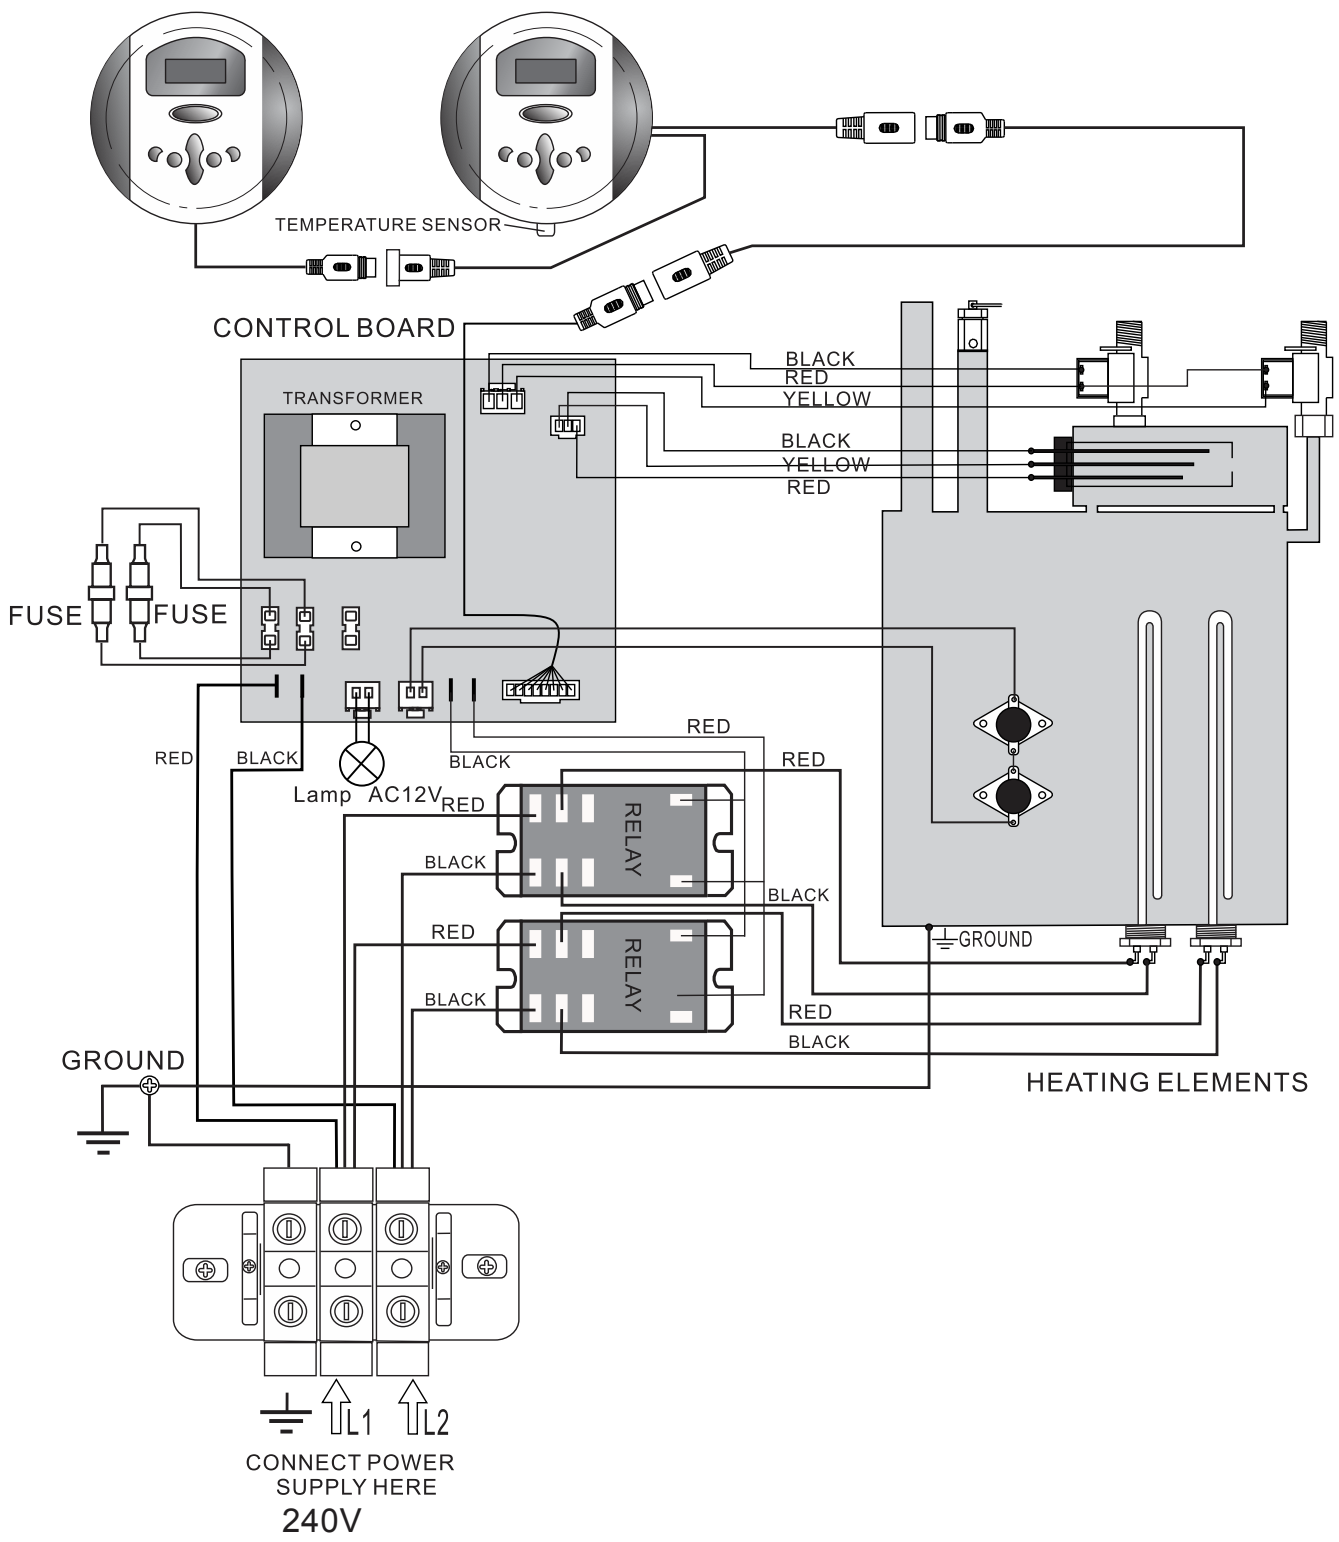 TEMPERATURE SENSOR
CONTROL BOARD
BLACK
RED
TRANSFORMER
YELLOW
BLACK
YELLOW
RED
FUSE
FUSE
RED
BLACK
RED
BLACK
RED
Lamp AC12V
RED
RELAY
BLACK
BLACK
RED
RELAY
GROUND
BLACK
RED
BLACK
GROUND
HEATING ELEMENTS
L1
L2
CONNECT POWER
SUPPLY HERE
240V